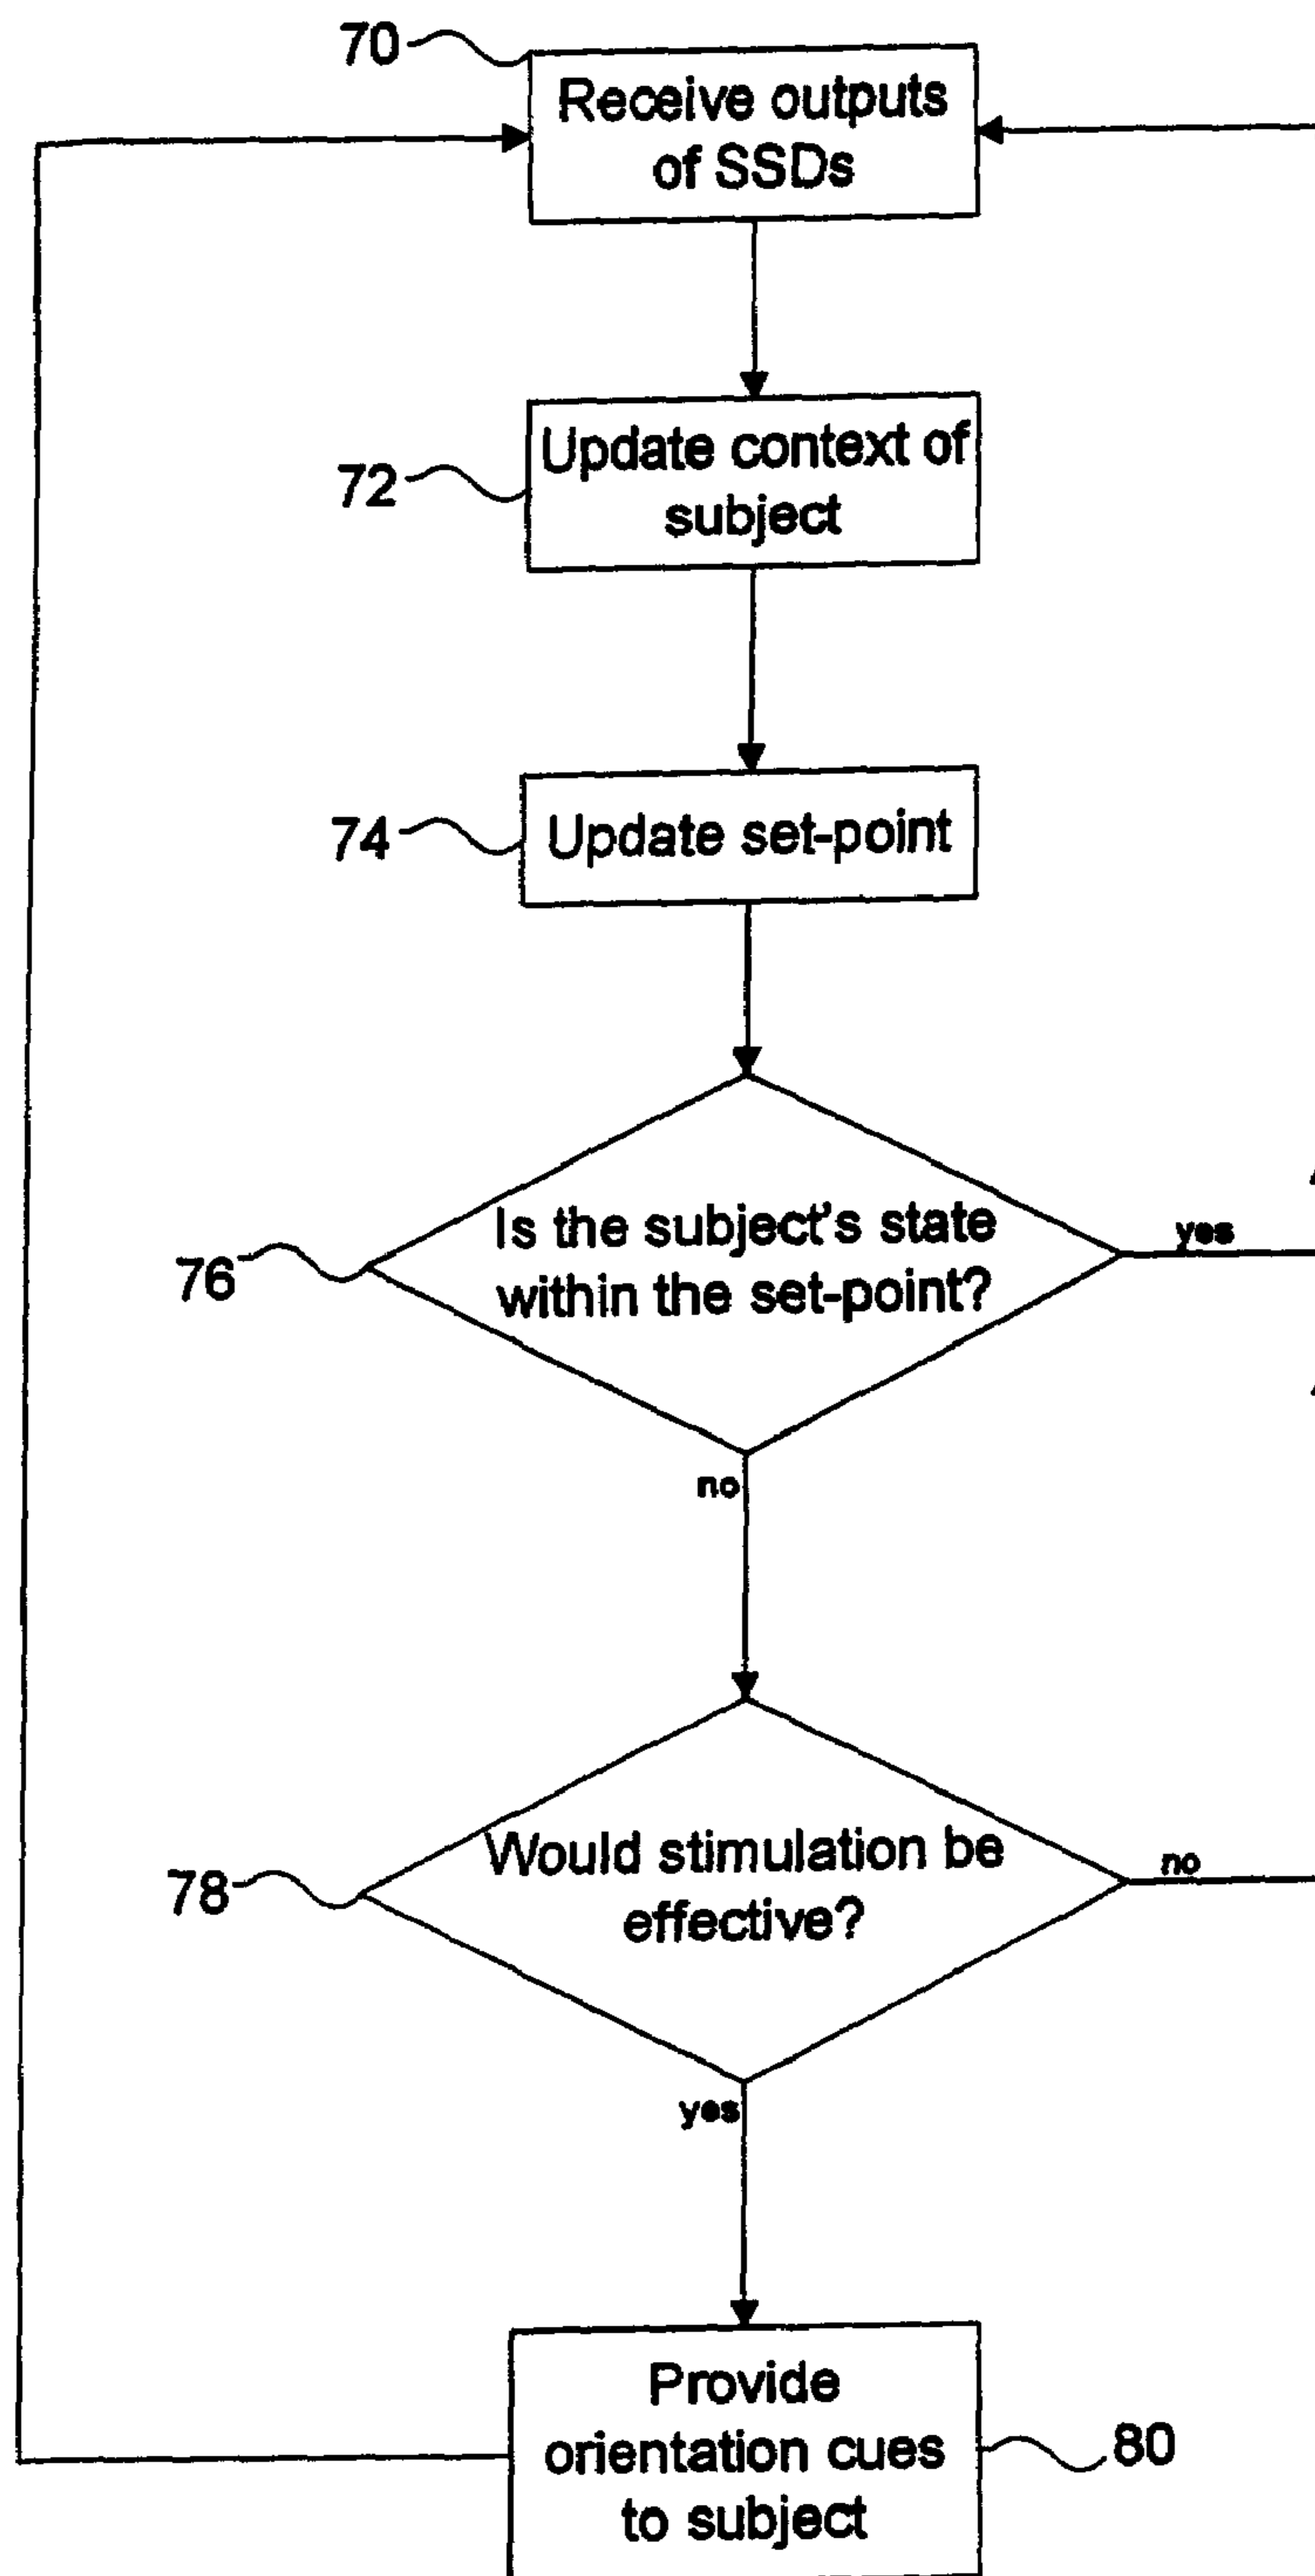 70
Receive outputs
of SSDs
72
Update context of
subject
74
Update set-point
76
Is the subject's state
within the set-point?
yes
no
78
Would stimulation be
effective?
no
yes
Provide
orientation cues
to subject
80